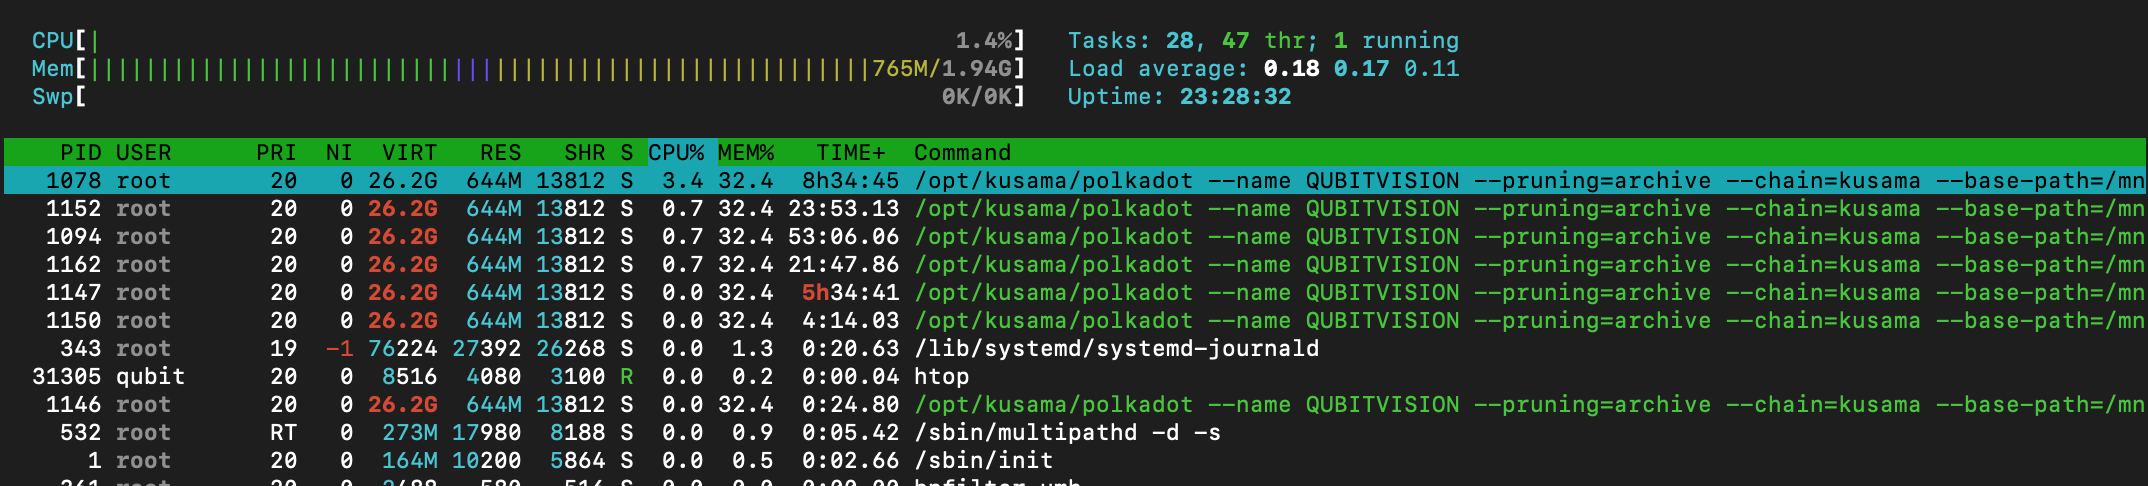 CPU[| 1.4%] Tasks: 28, 47 thr; 1 running
Mem[||||||||||||||||||||||||||||||||||||||||||||||||||||||||765M/1.94G] Load average: 0.18 0.17 0.11
Swp[ 0K/0K] Uptime: 23:28:32
PID USER PRI NI VIRT RES SHR S CPU% MEM% TIME+ Command
1078 root 20 0 26.2G 644M 13812 S 3.4 32.4 8h34:45 /opt/kusama/polkadot --name QUBITVISION --pruning=archive --chain=kusama --base-path=/mn
1152 root 20 0 26.2G 644M 13812 S 0.7 32.4 23:53.13 /opt/kusama/polkadot --name QUBITVISION --pruning=archive --chain=kusama --base-path=/mn
1094 root 20 0 26.2G 644M 13812 S 0.7 32.4 53:06.06 /opt/kusama/polkadot --name QUBITVISION --pruning=archive --chain=kusama --base-path=/mn
1162 root 20 0 26.2G 644M 13812 S 0.7 32.4 21:47.86 /opt/kusama/polkadot --name QUBITVISION --pruning=archive --chain=kusama --base-path=/mn
1147 root 20 0 26.2G 644M 13812 S 0.0 32.4 5h34:41 /opt/kusama/polkadot --name QUBITVISION --pruning=archive --chain=kusama --base-path=/mn
1150 root 20 0 26.2G 644M 13812 S 0.0 32.4 4:14.03 /opt/kusama/polkadot --name QUBITVISION --pruning=archive --chain=kusama --base-path=/mn
343 root 19 -1 76224 27392 26268 S 0.0 1.3 0:20.63 /lib/systemd/systemd-journald
31305 qubit 20 0 8516 4080 3100 R 0.0 0.2 0:00.04 htop
1146 root 20 0 26.2G 644M 13812 S 0.0 32.4 0:24.80 /opt/kusama/polkadot --name QUBITVISION --pruning=archive --chain=kusama --base-path=/mn
532 root RT 0 273M 17980 8188 S 0.0 0.9 0:05.42 /sbin/multipathd -d -s
1 root 20 0 164M 10200 5864 S 0.0 0.5 0:02.66 /sbin/init
root 20 0 580 516 S 0.0 0.0 0:00.00